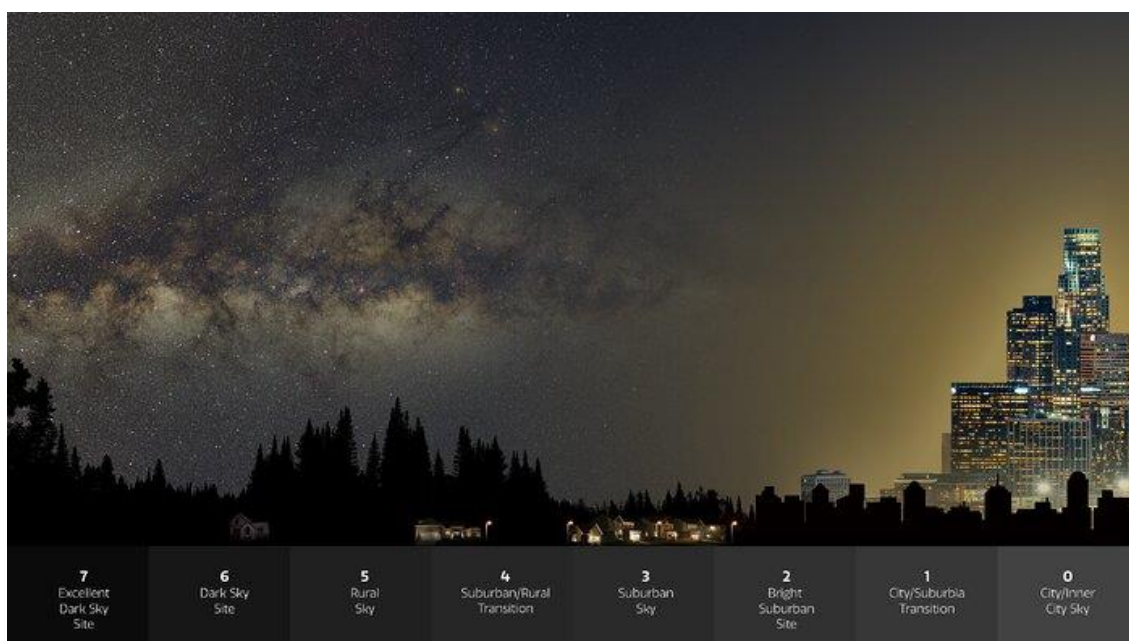 7
Excellent
Dark Sky
Site
6
Dark Sky
Site
5
Rural
Sky
4
Suburban/Rural
Transition
3
Suburban
Sky
2
Bright
Suburban
Site
1
City/Suburbia
Transition
0
City/Inner
City Sky